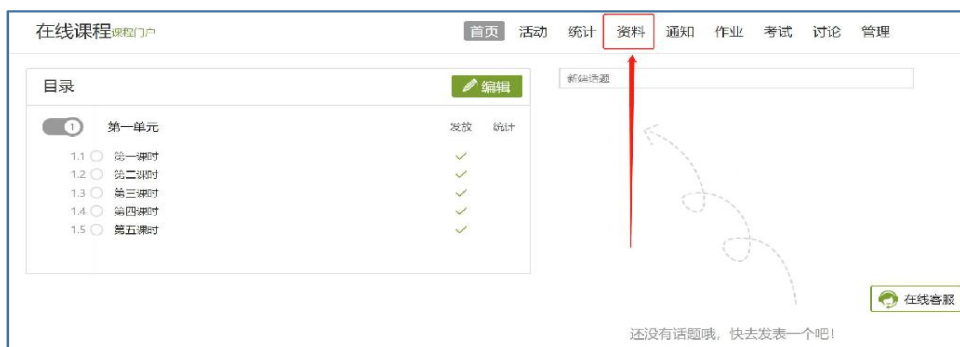 在线课程课程门户
首页 活动 统计 资料 通知 作业 考试 讨论 管理
目录 编辑
新建话题
1 第一单元 发放 统计
1.1 第一课时
1.2 第二课时
1.3 第三课时
1.4 第四课时
1.5 第五课时
在线客服
还没有话题哦，快去发表一个吧！